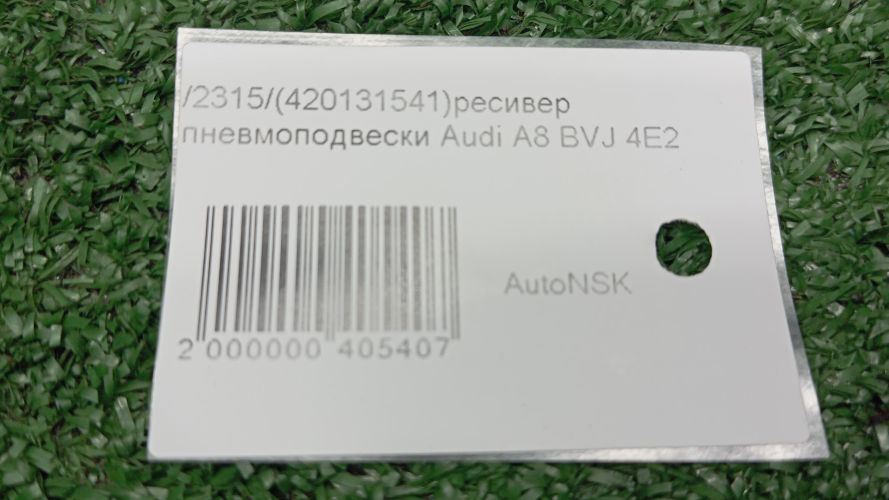 /2315/(420131541)ресивер
пневмоподвески Audi A8 BVJ 4E2
AutoNSK
2 000000 405407